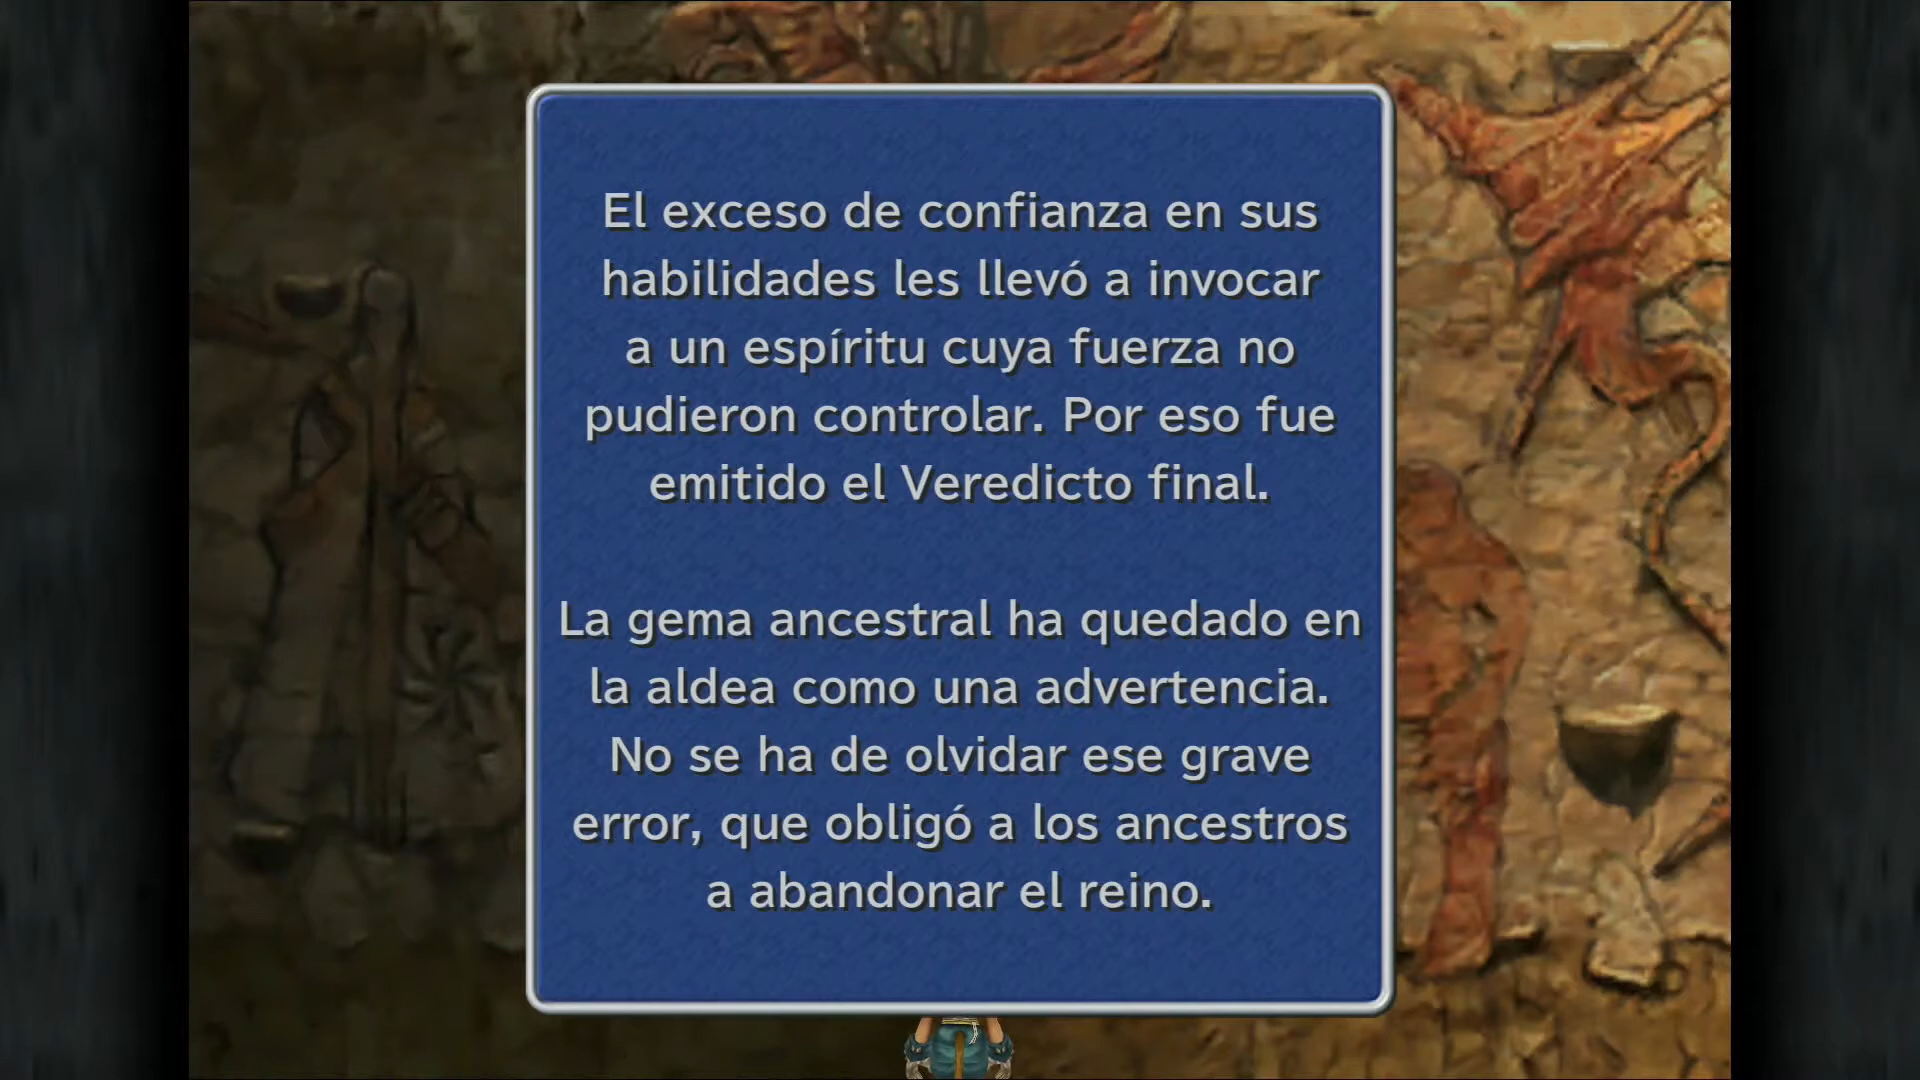 El exceso de confianza en sus
habilidades les llevó a invocar
a un espíritu cuya fuerza no
pudieron controlar. Por eso fue
emitido el Veredicto final.
La gema ancestral ha quedado en
la aldea como una advertencia.
No se ha de olvidar ese grave
error, que obligó a los ancestros
a abandonar el reino.